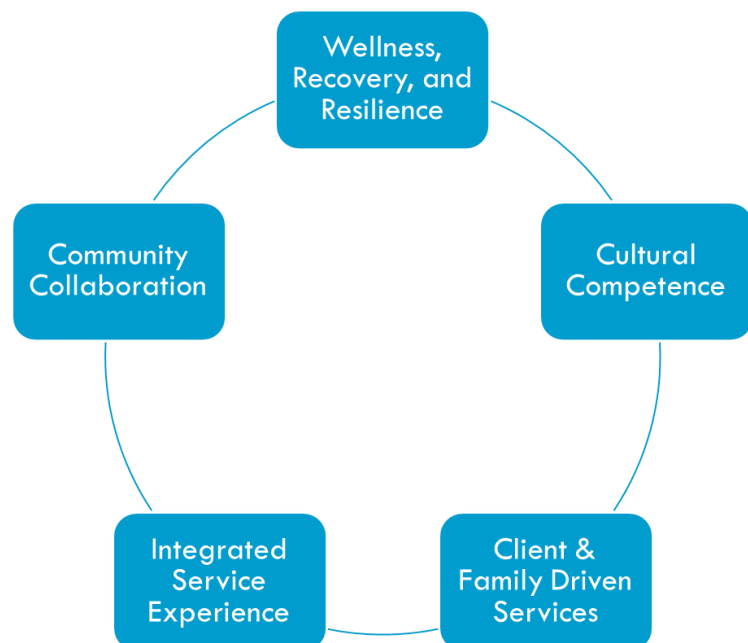 Wellness,
Recovery, and
Resilience
Cultural
Competence
Client &
Family Driven
Services
Integrated
Service
Experience
Community
Collaboration